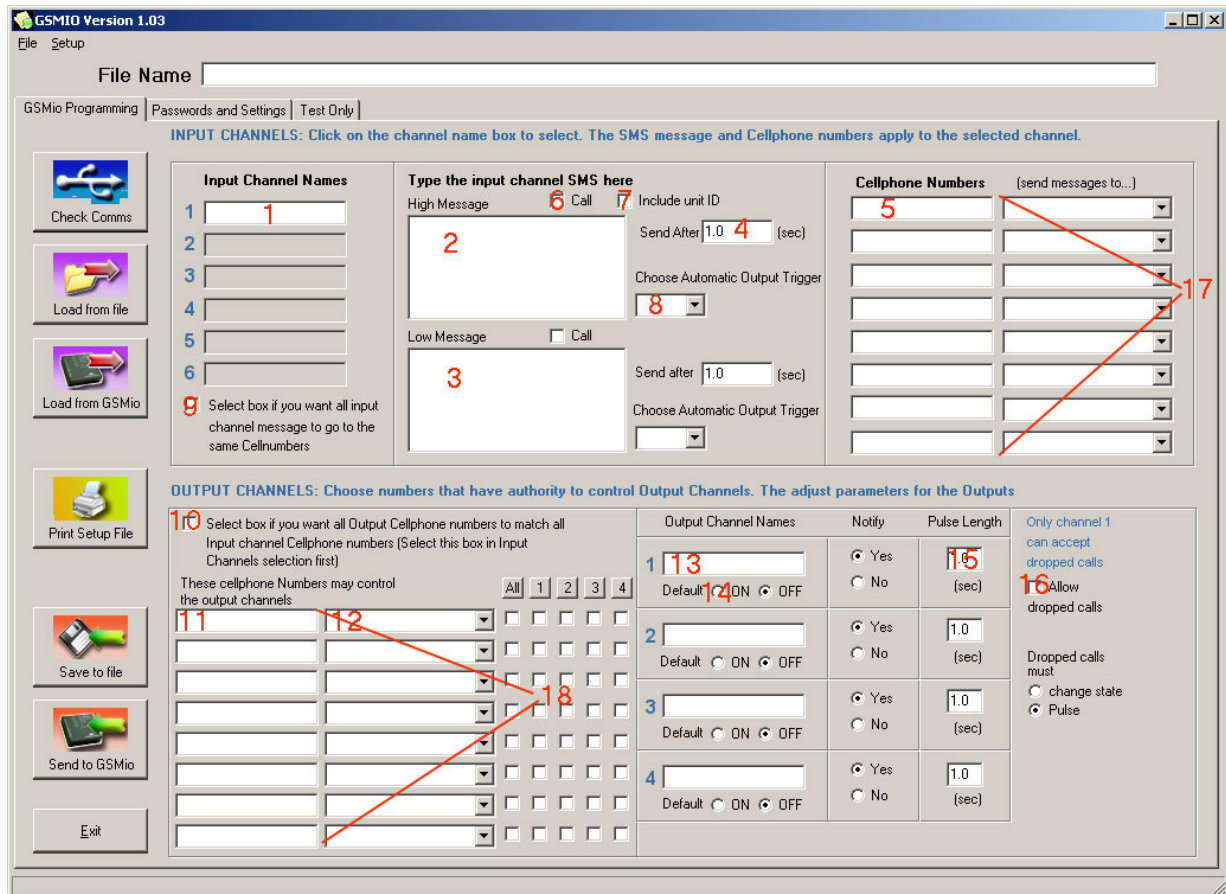 GSMIO Version 1.03
File Setup
File Name
GSMio Programming Passwords and Settings Test Only
INPUT CHANNELS: Click on the channel name box to select. The SMS message and Cellphone numbers apply to the selected channel.
Check Comms
Load from file
Load from GSMio
Print Setup File
Save to file
Send to GSMio
Exit
Input Channel Names
1 1
2
3
4
5
6
9 Select box if you want all input
channel message to go to the
same Cellnumbers
Type the input channel SMS here
High Message 6 Call 7 Include unit ID
2
Send After 1.0 4 (sec)
Choose Automatic Output Trigger
8
Low Message Call
3
Send after 1.0 (sec)
Choose Automatic Output Trigger
Cellphone Numbers (send messages to...)
5
17
OUTPUT CHANNELS: Choose numbers that have authority to control Output Channels. The adjust parameters for the Outputs
10 Select box if you want all Output Cellphone numbers to match all
Input channel Cellphone numbers (Select this box in Input
Channels selection first)
These cellphone Numbers may control
the output channels
All 1 2 3 4
11 12
18
Output Channel Names Notify Pulse Length
1 13
Default 14 ON OFF
Yes
No
15
(sec)
2
Default ON OFF
Yes
No
1.0
(sec)
3
Default ON OFF
Yes
No
1.0
(sec)
4
Default ON OFF
Yes
No
1.0
(sec)
Only channel 1
can accept
dropped calls
16 Allow
dropped calls
Dropped calls
must
change state
Pulse